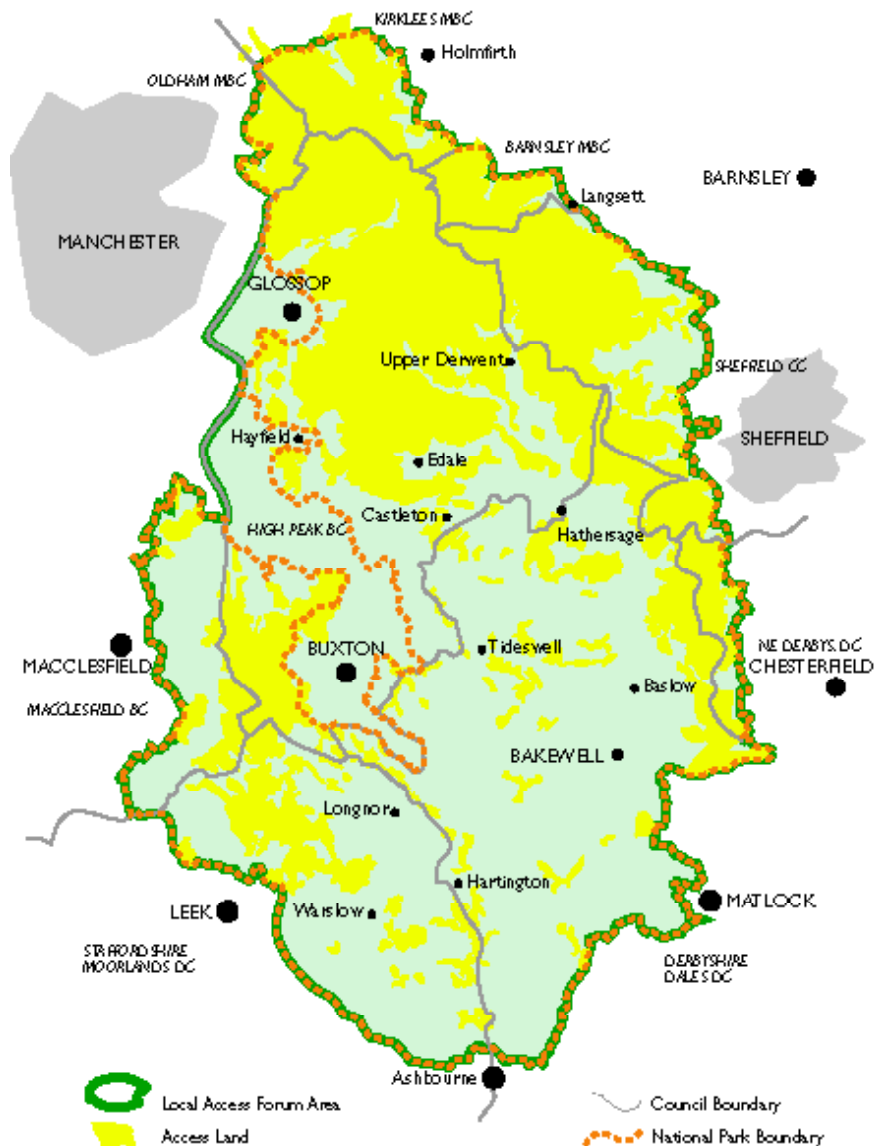 KIRKLEES MBC
Holmfirth
OLDHAM MBC
BARNSLEY MBC
BARNSLEY
Langsett
MANCHESTER
GLOSSOP
Upper Derwent
SHEFFIELD CC
Hayfield
SHEFFIELD
Edale
Castleton
HIGH PEAK BC
Hathersage
BUXTON
Tideswell
NE DERBYS. DC
MACCLESFIELD
CHESTERFIELD
Baslow
MACCLESFIELD BC
BAKEWELL
Longnor
Hartington
MATLOCK
LEEK
Warslow
STAFFORDSHIRE
MOORLANDS DC
DERBYSHIRE
DALES DC
Ashbourne
Local Access Forum Area
Council Boundary
Access Land
National Park Boundary